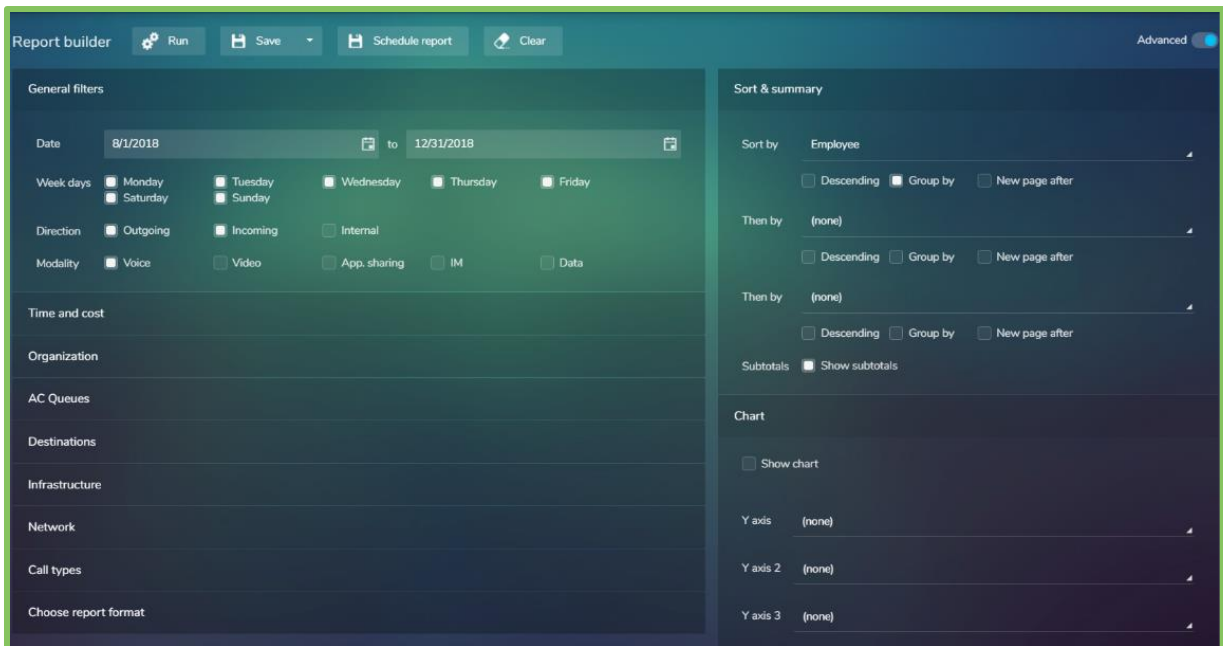 Report builder Run Save Schedule report Clear Advanced
General filters
Date 8/1/2018 to 12/31/2018
Week days Monday Tuesday Wednesday Thursday Friday
Saturday Sunday
Direction Outgoing Incoming Internal
Modality Voice Video App. sharing IM Data
Time and cost
Organization
AC Queues
Destinations
Infrastructure
Network
Call types
Choose report format
Sort & summary
Sort by Employee
Descending Group by New page after
Then by (none)
Descending Group by New page after
Then by (none)
Descending Group by New page after
Subtotals Show subtotals
Chart
Show chart
Y axis (none)
Y axis 2 (none)
Y axis 3 (none)